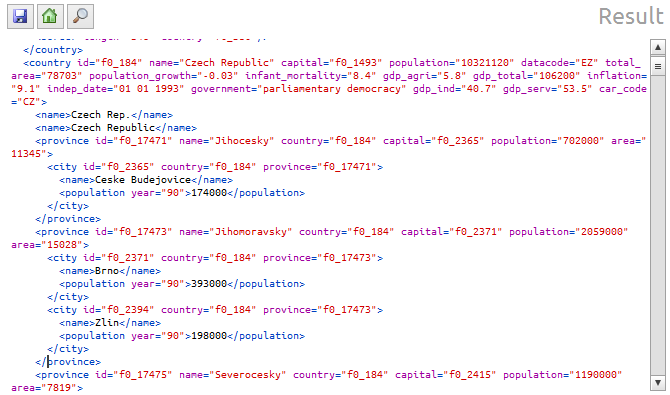 Result
</country>
<country id="f0_184" name="Czech Republic" capital="f0_1493" population="10321120" datacode="EZ" total_
area="78703" population_growth="-0.03" infant_mortality="8.4" gdp_agri="5.8" gdp_total="106200" inflation=
"9.1" indep_date="01 01 1993" government="parliamentary democracy" gdp_ind="40.7" gdp_serv="53.5" car_code
="CZ">
<name>Czech Rep.</name>
<name>Czech Republic</name>
<province id="f0_17471" name="Jihocesky" country="f0_184" capital="f0_2365" population="702000" area=
"11345">
<city id="f0_2365" country="f0_184" province="f0_17471">
<name>Ceske Budejovice</name>
<population year="90">174000</population>
</city>
</province>
<province id="f0_17473" name="Jihomoravsky" country="f0_184" capital="f0_2371" population="2059000"
area="15028">
<city id="f0_2371" country="f0_184" province="f0_17473">
<name>Brno</name>
<population year="90">393000</population>
</city>
<city id="f0_2394" country="f0_184" province="f0_17473">
<name>Zlin</name>
<population year="90">198000</population>
</city>
</province>
<province id="f0_17475" name="Severocesky" country="f0_184" capital="f0_2415" population="1190000"
area="7819">